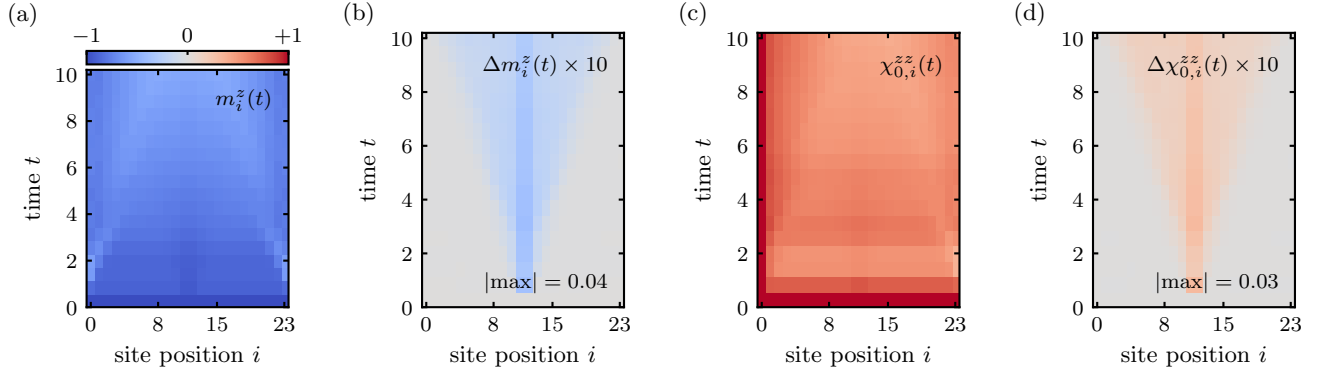 (a)
−1 0 +1
m_i^z(t)
10
8
6
4
2
0
time t
0 8 15 23
site position i
(b)
Δm_i^z(t) × 10
|max| = 0.04
10
8
6
4
2
0
time t
0 8 15 23
site position i
(c)
χ_{0,i}^{zz}(t)
10
8
6
4
2
0
time t
0 8 15 23
site position i
(d)
Δχ_{0,i}^{zz}(t) × 10
|max| = 0.03
10
8
6
4
2
0
time t
0 8 15 23
site position i